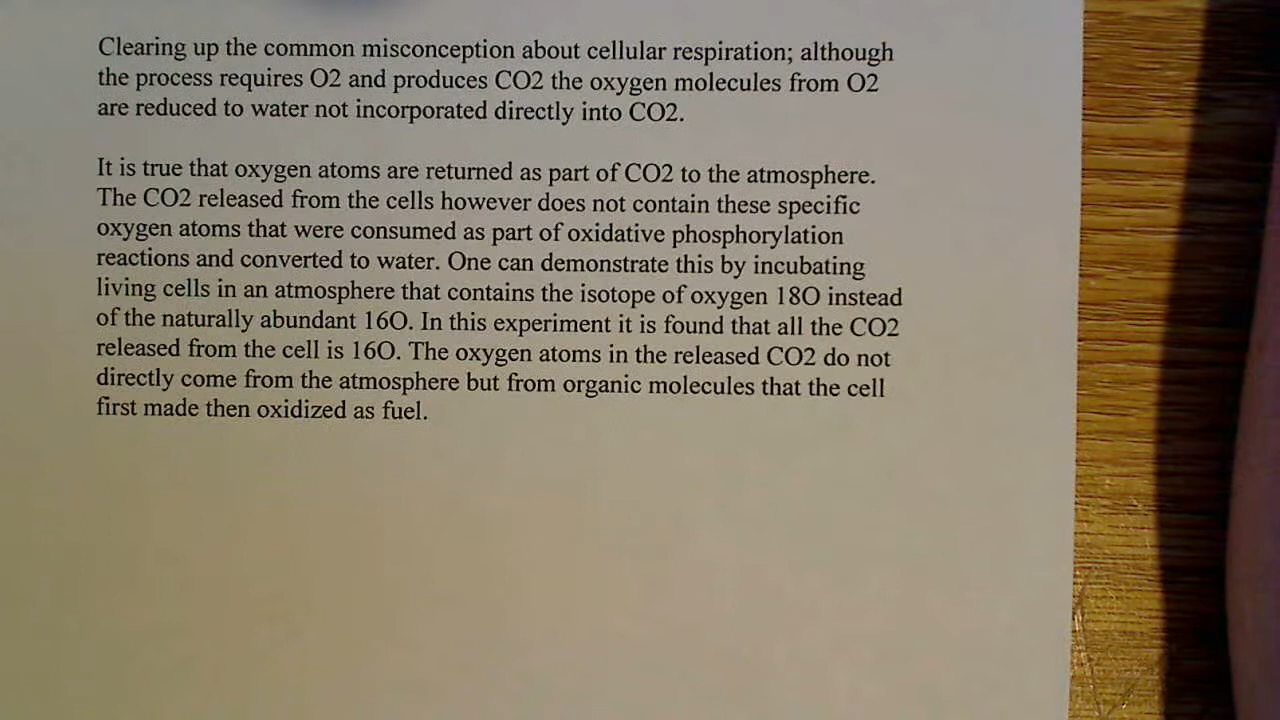 Clearing up the common misconception about cellular respiration; although
the process requires O2 and produces CO2 the oxygen molecules from O2
are reduced to water not incorporated directly into CO2.
It is true that oxygen atoms are returned as part of CO2 to the atmosphere.
The CO2 released from the cells however does not contain these specific
oxygen atoms that were consumed as part of oxidative phosphorylation
reactions and converted to water. One can demonstrate this by incubating
living cells in an atmosphere that contains the isotope of oxygen 18O instead
of the naturally abundant 16O. In this experiment it is found that all the CO2
released from the cell is 16O. The oxygen atoms in the released CO2 do not
directly come from the atmosphere but from organic molecules that the cell
first made then oxidized as fuel.